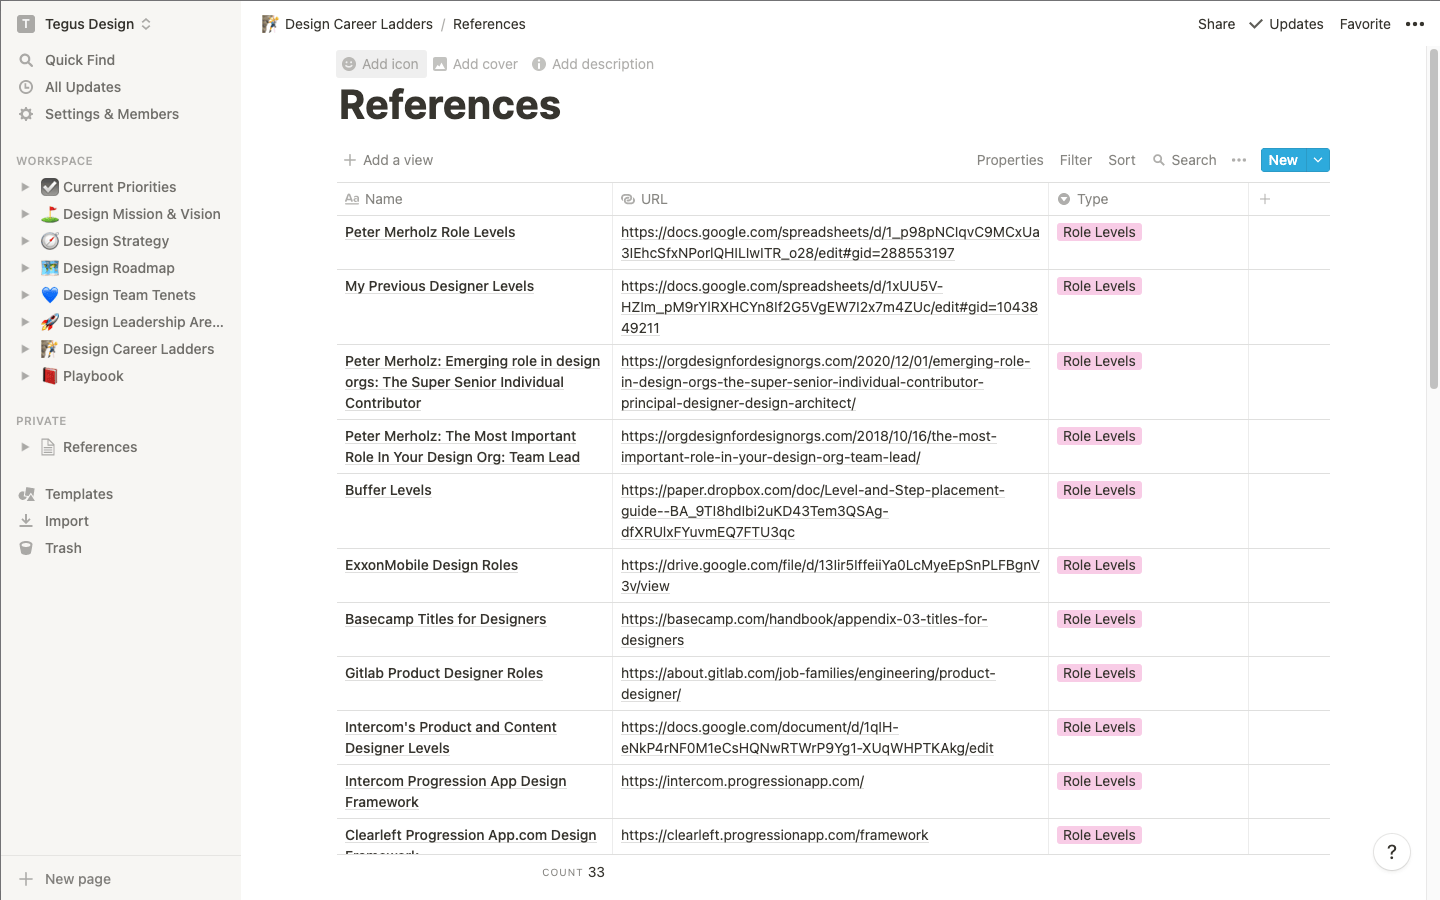 T Tegus Design
Quick Find
All Updates
Settings & Members
WORKSPACE
Current Priorities
Design Mission & Vision
Design Strategy
Design Roadmap
Design Team Tenets
Design Leadership Are...
Design Career Ladders
Playbook
PRIVATE
References
Templates
Import
Trash
New page
Design Career Ladders / References
Share Updates Favorite
Add icon Add cover Add description
References
Add a view
Properties Filter Sort Search New
Aa Name URL Type
Peter Merholz Role Levels
https://docs.google.com/spreadsheets/d/1_p98pNClqvC9MCxUa
3IEhcSfxNPorlQHILIwITR_o28/edit#gid=288553197
Role Levels
My Previous Designer Levels
https://docs.google.com/spreadsheets/d/1xUU5V-
HZIm_pM9rYlRXHCYn8lf2G5VgEW7l2x7m4ZUc/edit#gid=10438
49211
Role Levels
Peter Merholz: Emerging role in design
orgs: The Super Senior Individual
Contributor
https://orgdesignfordesignorgs.com/2020/12/01/emerging-role-
in-design-orgs-the-super-senior-individual-contributor-
principal-designer-design-architect/
Role Levels
Peter Merholz: The Most Important
Role In Your Design Org: Team Lead
https://orgdesignfordesignorgs.com/2018/10/16/the-most-
important-role-in-your-design-org-team-lead/
Role Levels
Buffer Levels
https://paper.dropbox.com/doc/Level-and-Step-placement-
guide--BA_9TI8hdIbi2uKD43Tem3QSAg-
dfXRUlxFYuvmEQ7FTU3qc
Role Levels
ExxonMobile Design Roles
https://drive.google.com/file/d/13Iir5IffeiiYa0LcMyeEpSnPLFBgnV
3v/view
Role Levels
Basecamp Titles for Designers
https://basecamp.com/handbook/appendix-03-titles-for-
designers
Role Levels
Gitlab Product Designer Roles
https://about.gitlab.com/job-families/engineering/product-
designer/
Role Levels
Intercom's Product and Content
Designer Levels
https://docs.google.com/document/d/1qIH-
eNkP4rNF0M1eCsHQNwRTWrP9Yg1-XUqWHPTKAkg/edit
Role Levels
Intercom Progression App Design
Framework
https://intercom.progressionapp.com/
Role Levels
Clearleft Progression App.com Design
Framework
https://clearleft.progressionapp.com/framework
Role Levels
COUNT 33
?